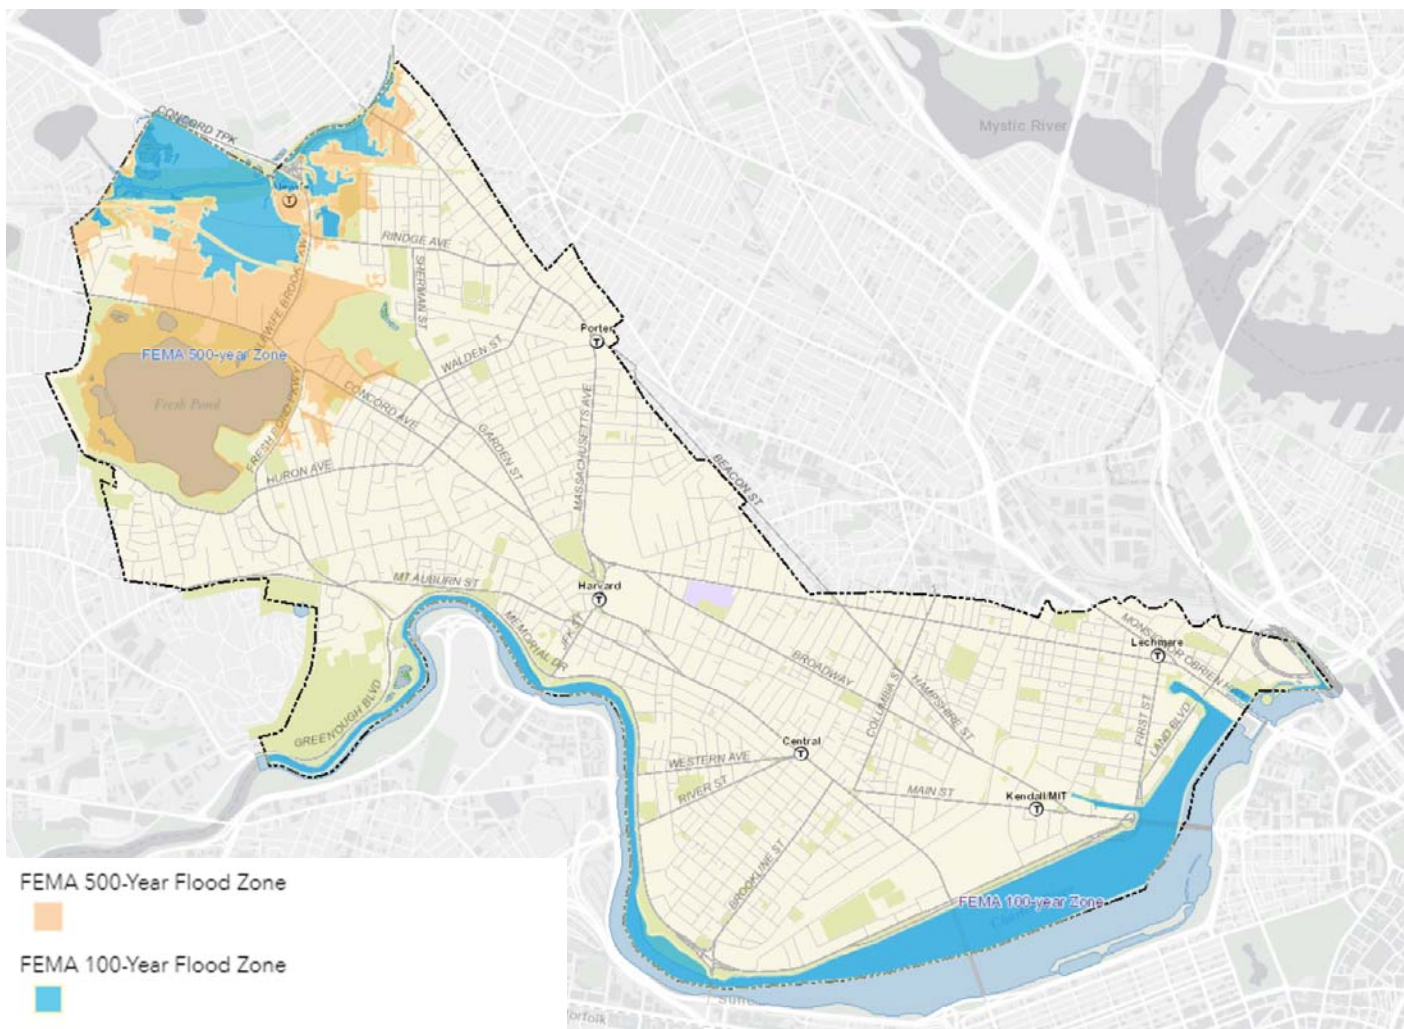 Mystic River
CONCORD TPK
Alewife
T
RINDGE AVE
SHERMAN ST
ALEWIFE BROOK PKWY
Porter
T
FEMA 500-year Zone
WALDEN ST
Fresh Pond
CONCORD AVE
FRESH POND PKWY
GARDEN ST
MASSACHUSETTS AVE
HURON AVE
BEACON ST
MT AUBURN ST
Harvard
T
MEMORIAL DR
JFK ST
BROADWAY
COLUMBIA ST
HAMPSHIRE ST
MONSIGNOR OBRIEN
Lechmere
T
GREENOUGH BLVD
FIRST ST
LAND BLVD
Central
T
WESTERN AVE
RIVER ST
MAIN ST
Kendall/MIT
T
BROOKLINE ST
FEMA 100-year Zone
FEMA 500-Year Flood Zone
FEMA 100-Year Flood Zone